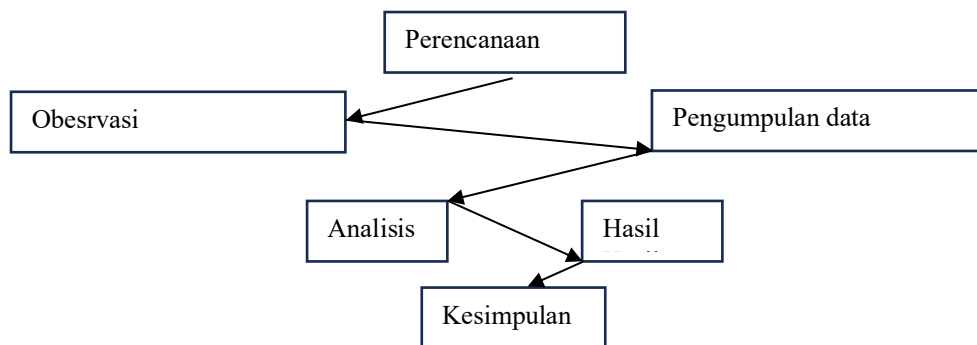 Perencanaan
Obesrvasi
Pengumpulan data
Analisis
Hasil
Kesimpulan